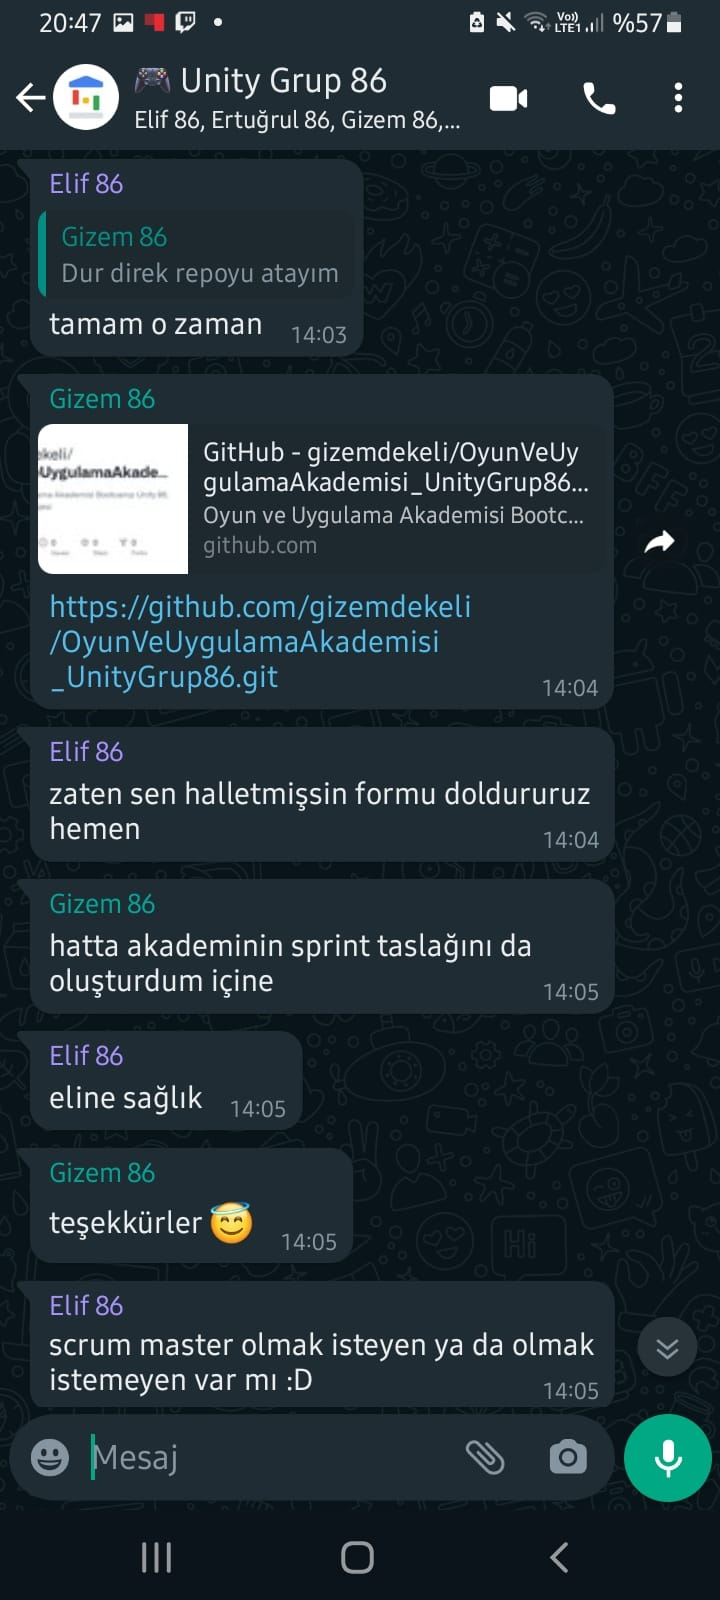 20:47
Vo))
LTE1
%57
🎮 Unity Grup 86
Elif 86, Ertuğrul 86, Gizem 86,...
Elif 86
Gizem 86
Dur direk repoyu atayım
tamam o zaman 14:03
Gizem 86
ekeli/
UygulamaAkade...
GitHub - gizemdekeli/OyunVeUy
gulamaAkademisi_UnityGrup86...
Oyun ve Uygulama Akademisi Bootc...
github.com
https://github.com/gizemdekeli
/OyunVeUygulamaAkademisi
_UnityGrup86.git
14:04
Elif 86
zaten sen halletmişsin formu doldururuz
hemen
14:04
Gizem 86
hatta akademinin sprint taslağını da
oluşturdum içine
14:05
Elif 86
eline sağlık 14:05
Gizem 86
teşekkürler 😇 14:05
Elif 86
scrum master olmak isteyen ya da olmak
istemeyen var mı :D
14:05
Mesaj